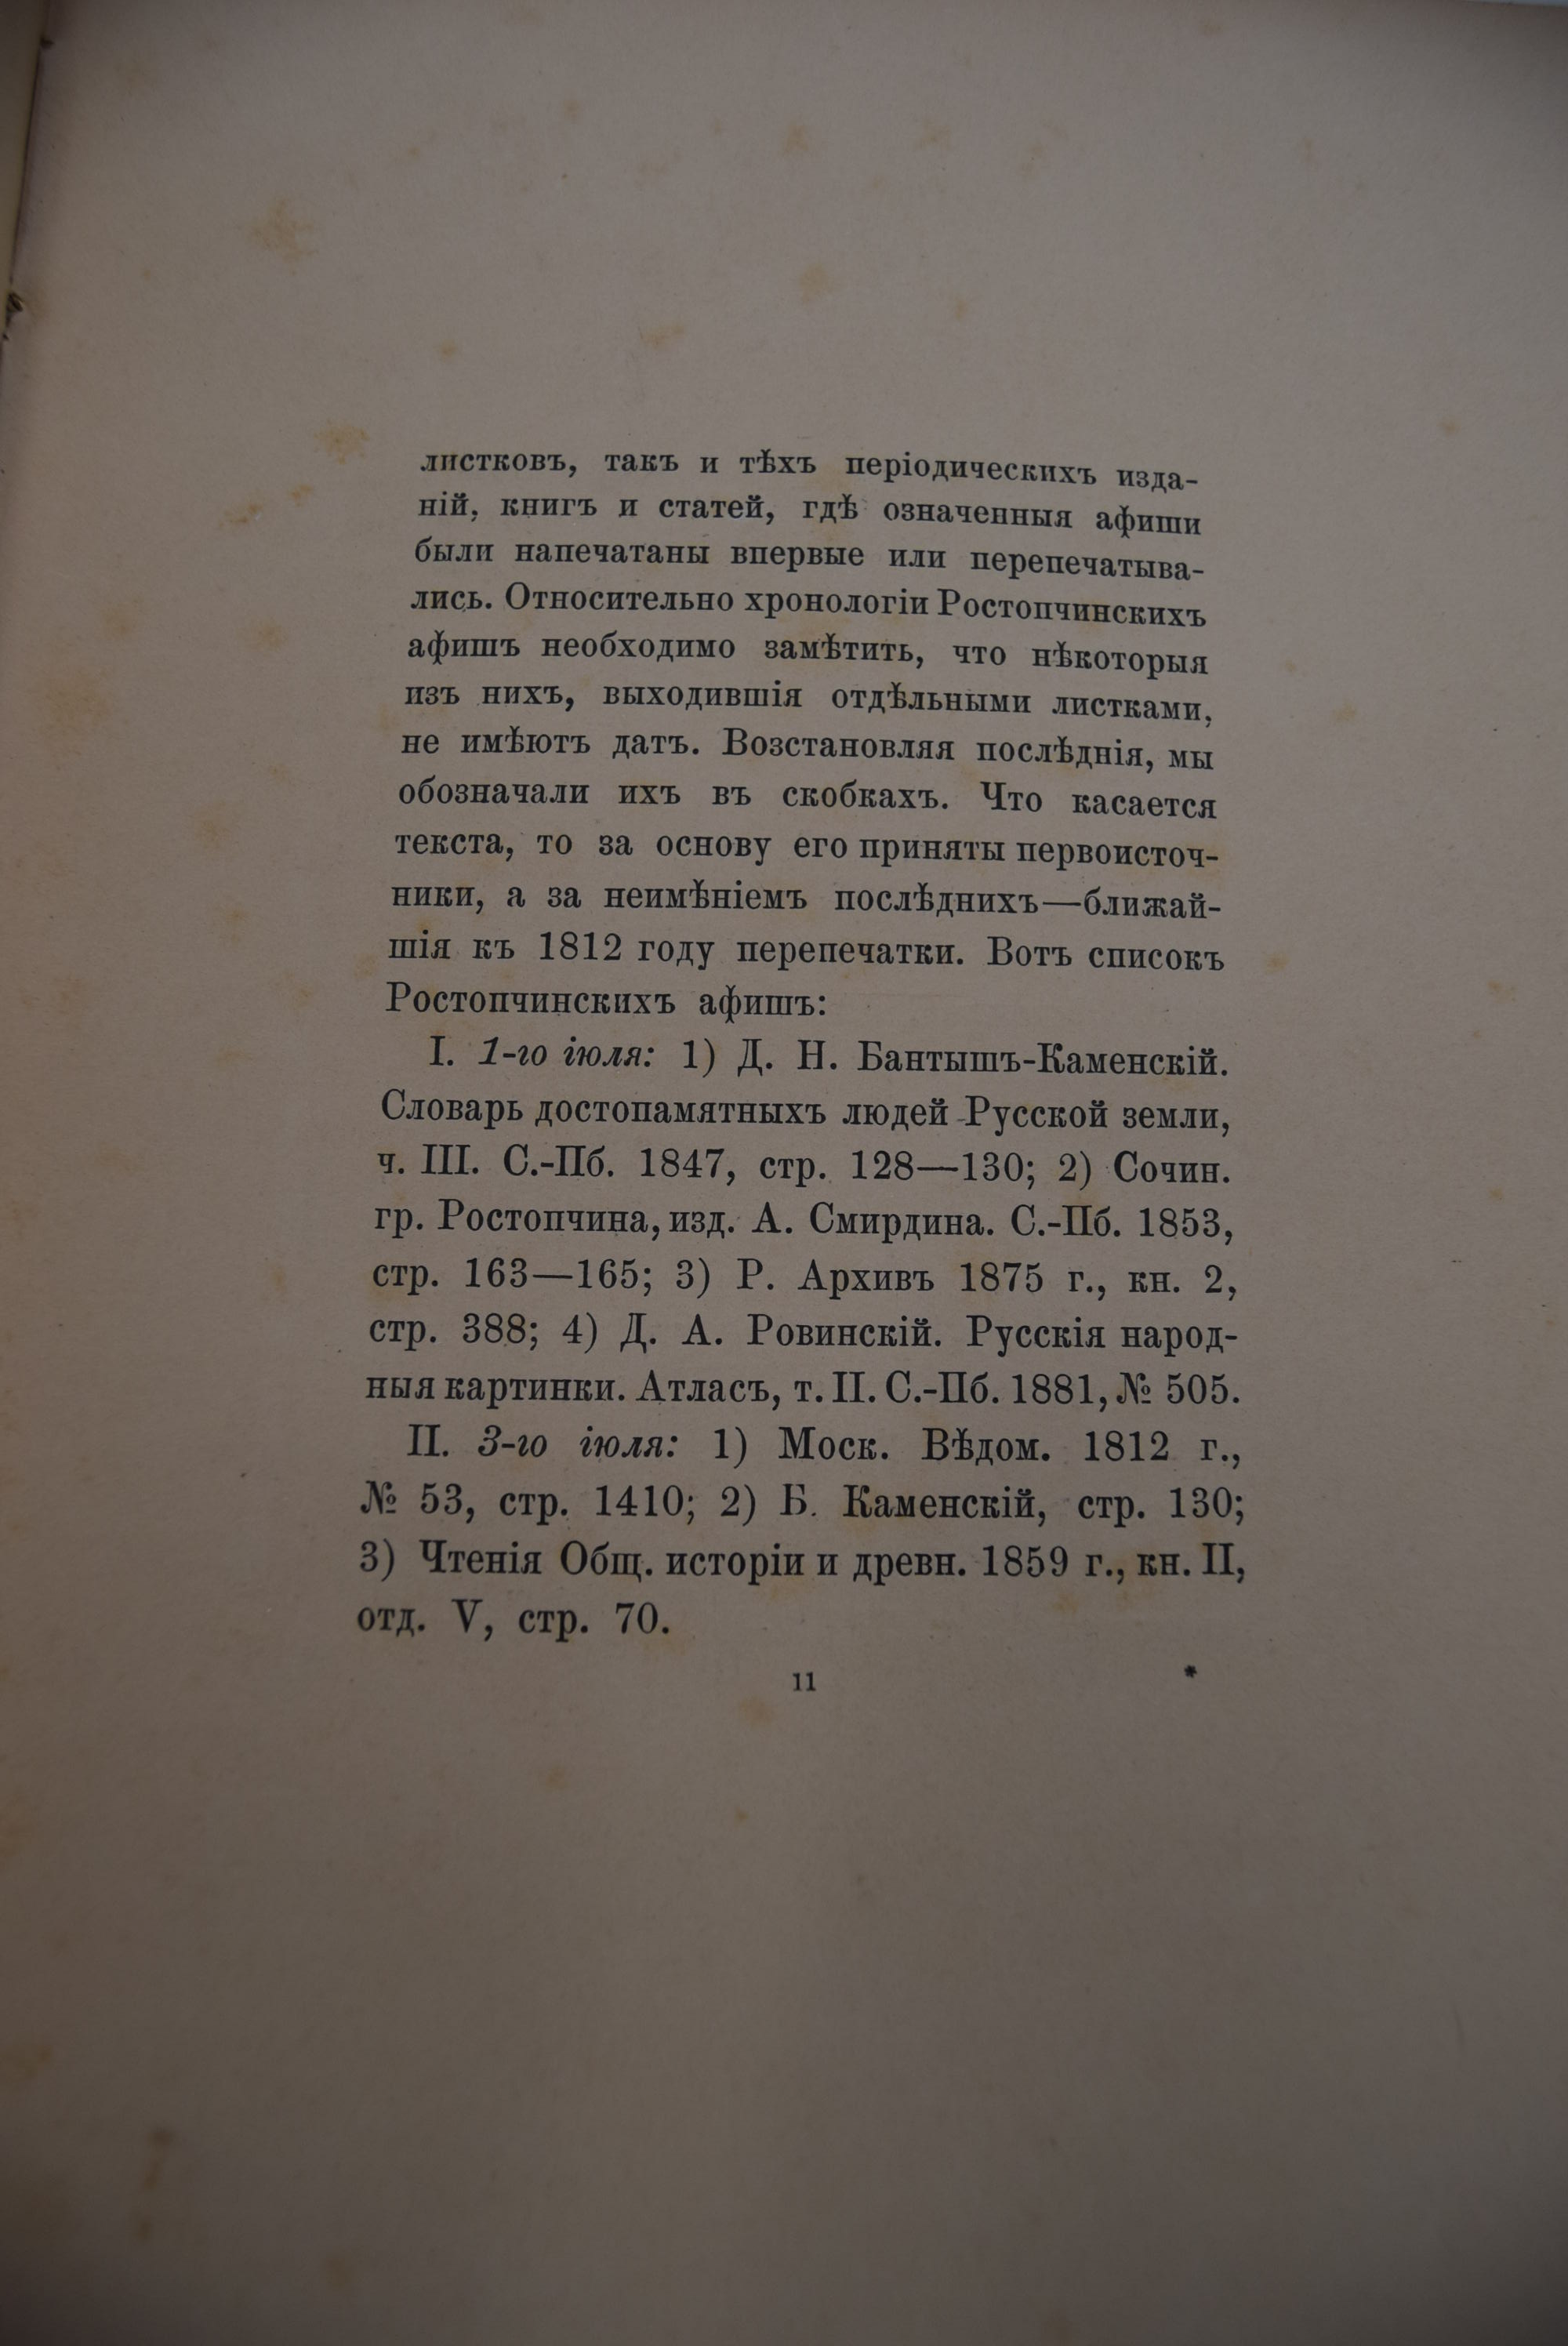 листковъ, такъ и тѣхъ періодическихъ изда-
ній, книгъ и статей, гдѣ означенныя афиши
были напечатаны впервые или перепечатыва-
лись. Относительно хронологіи Ростопчинскихъ
афишъ необходимо замѣтить, что нѣкоторыя
изъ нихъ, выходившія отдѣльными листками,
не имѣютъ датъ. Возстановляя послѣднія, мы
обозначали ихъ въ скобкахъ. Что касается
текста, то за основу его приняты первоисточ-
ники, а за неимѣніемъ послѣднихъ—ближай-
шія къ 1812 году перепечатки. Вотъ списокъ
Ростопчинскихъ афишъ:
I. 1-го іюля: 1) Д. Н. Бантышъ-Каменскій.
Словарь достопамятныхъ людей Русской земли,
ч. III. С.-Пб. 1847, стр. 128—130; 2) Сочин.
гр. Ростопчина, изд. А. Смирдина. С.-Пб. 1853,
стр. 163—165; 3) Р. Архивъ 1875 г., кн. 2,
стр. 388; 4) Д. А. Ровинскій. Русскія народ-
ныя картинки. Атласъ, т. II. С.-Пб. 1881, № 505.
II. 3-го іюля: 1) Моск. Вѣдом. 1812 г.,
№ 53, стр. 1410; 2) Б. Каменскій, стр. 130;
3) Чтенія Общ. исторіи и древн. 1859 г., кн. II,
отд. V, стр. 70.
11 *